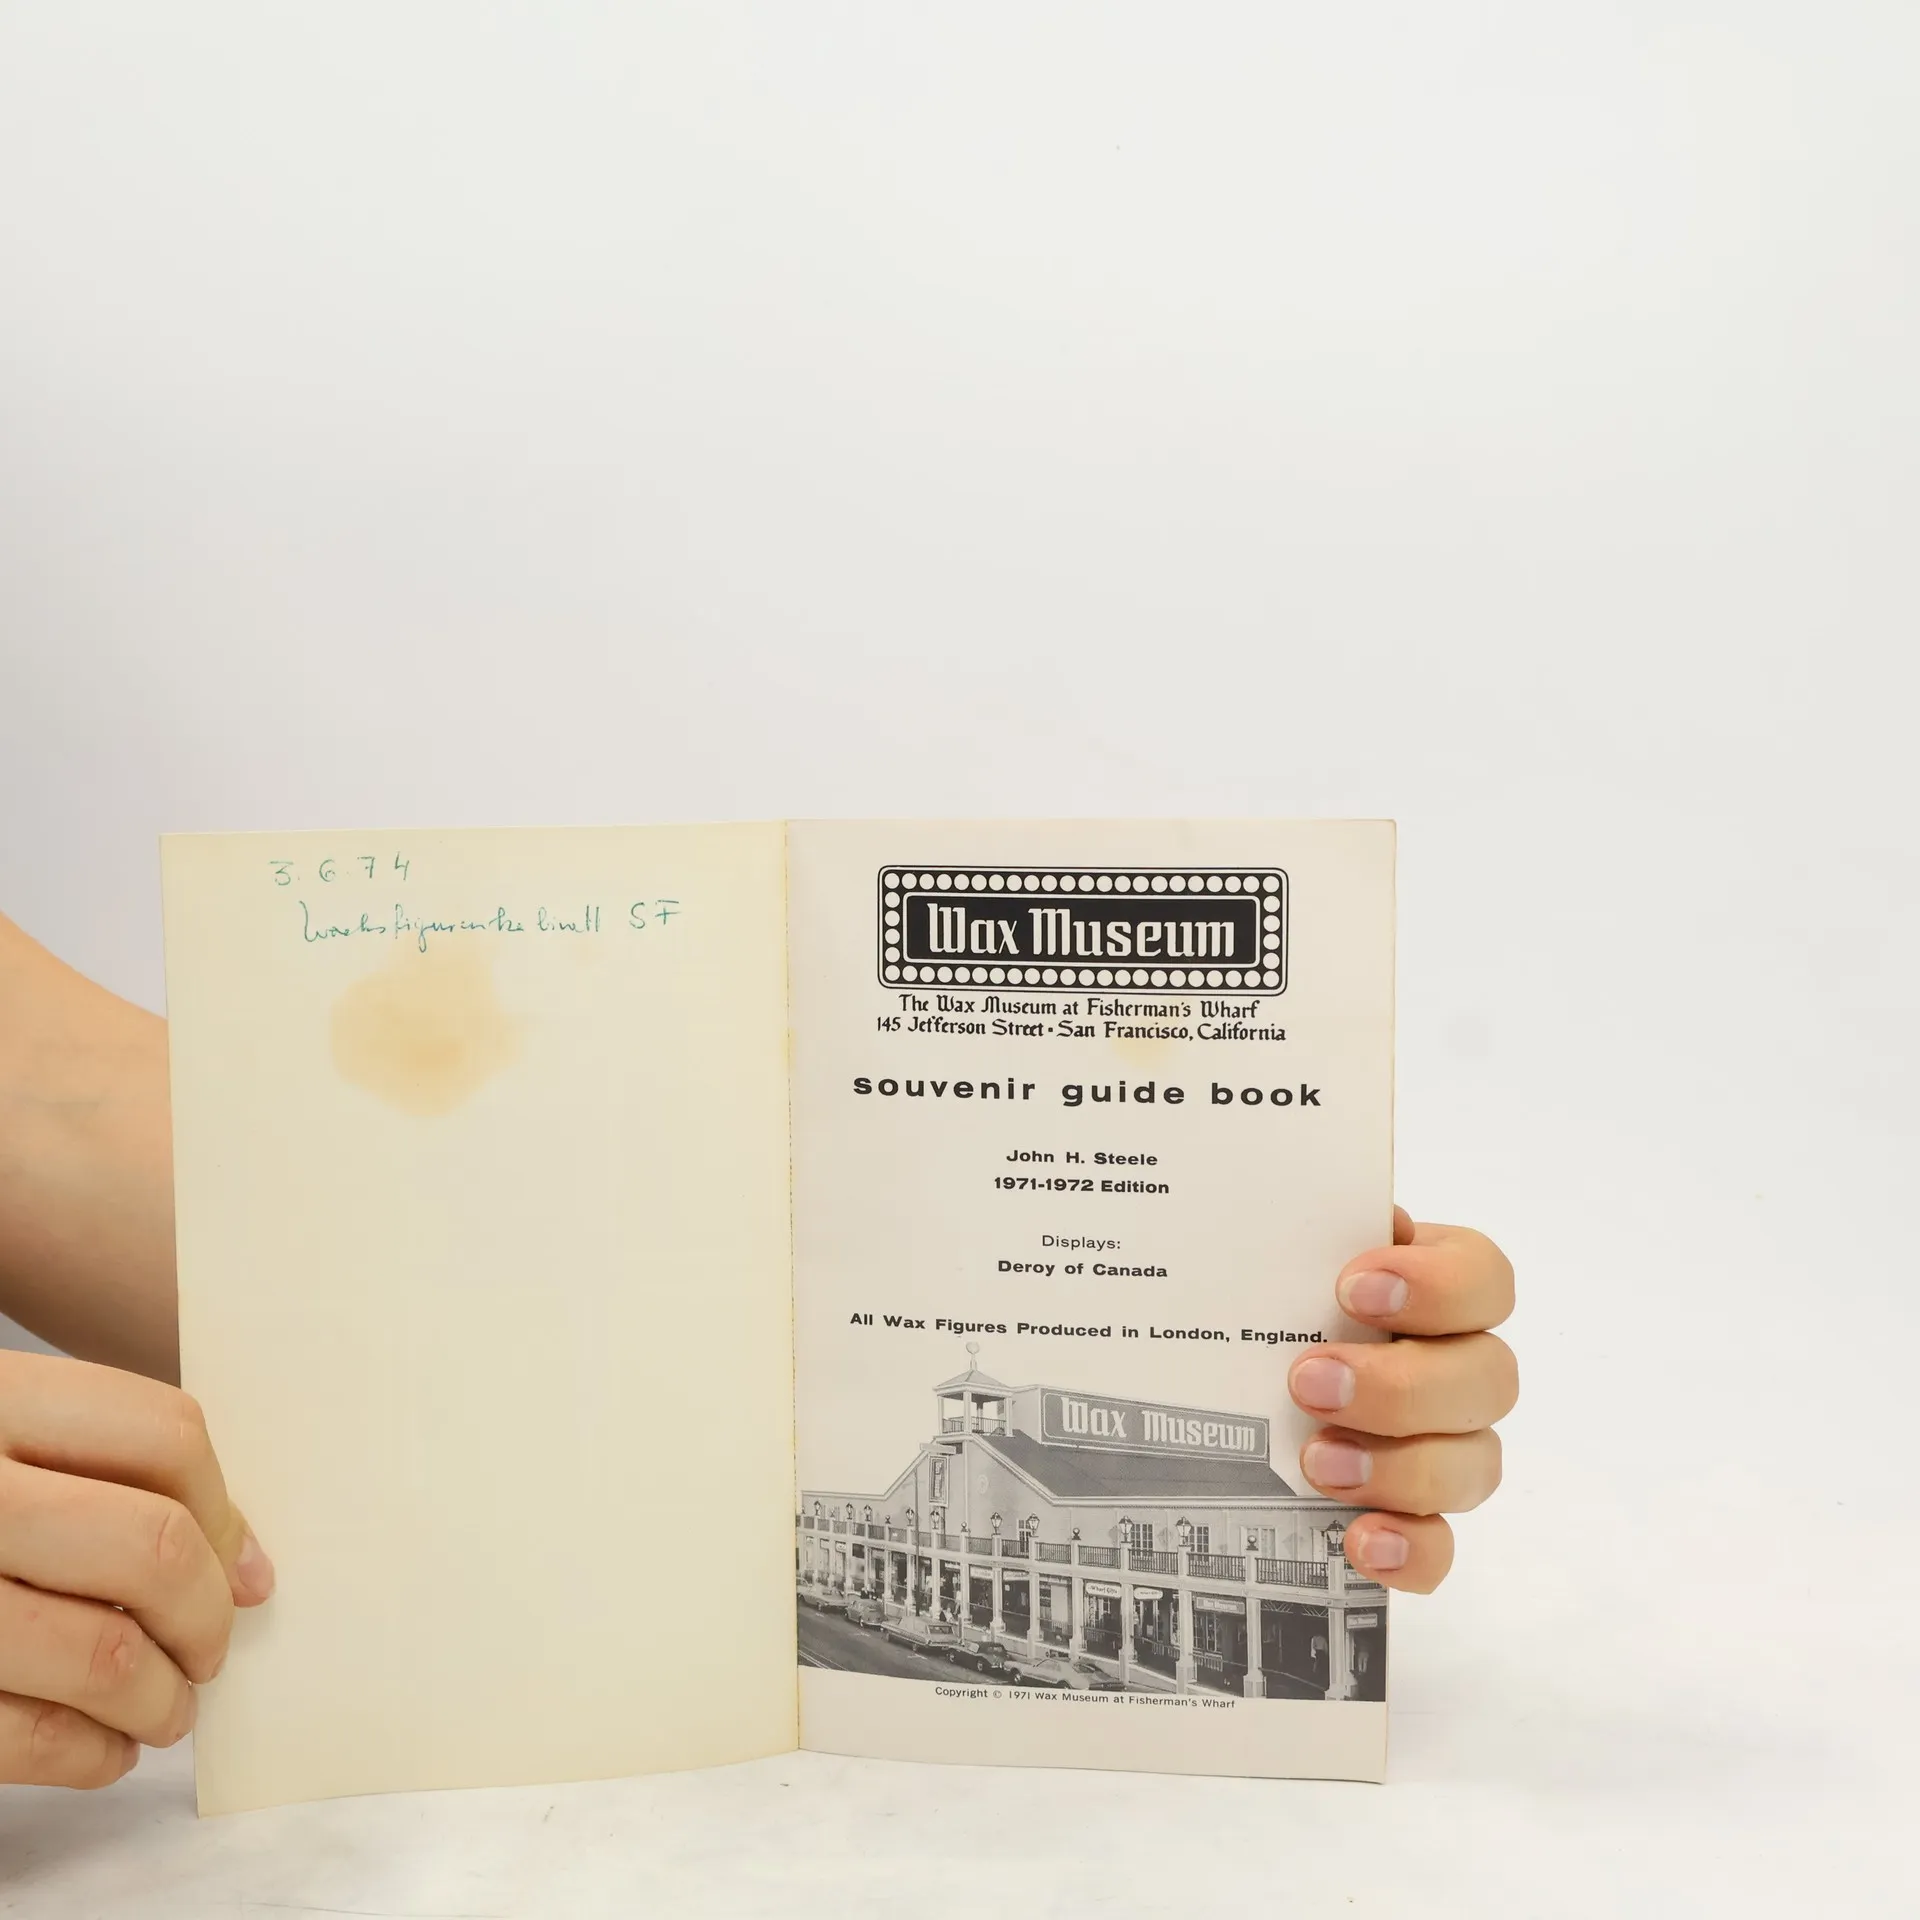 3.6.74
Wachsfigurenkabinett SF
Wax Museum
The Wax Museum at Fisherman's Wharf
145 Jefferson Street • San Francisco, California
souvenir guide book
John H. Steele
1971-1972 Edition
Displays:
Deroy of Canada
All Wax Figures Produced in London, England.
Wax Museum
Copyright © 1971 Wax Museum at Fisherman's Wharf